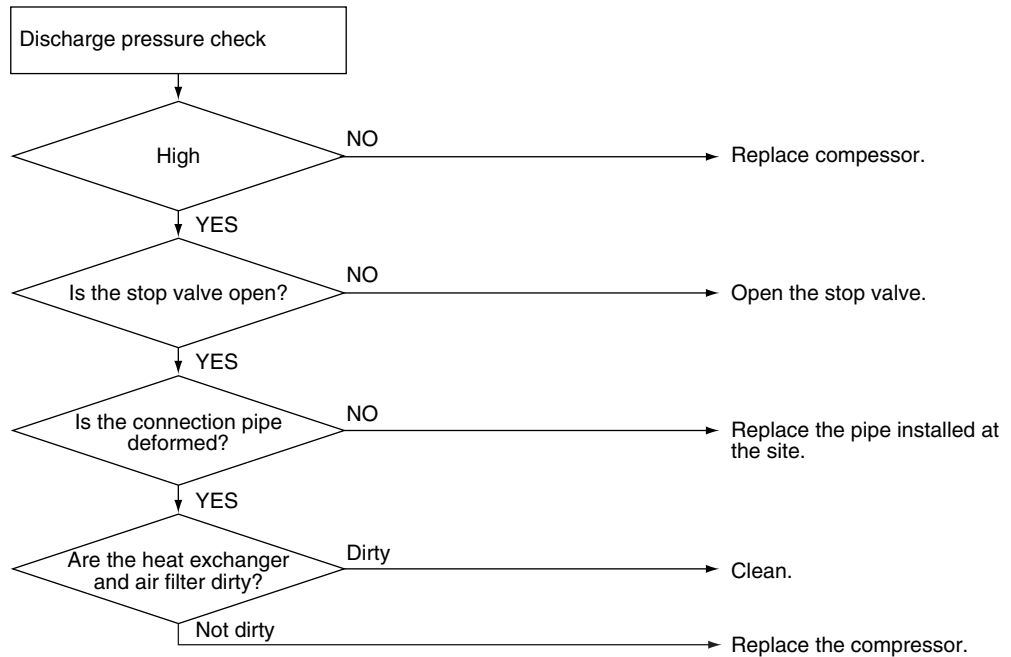 Discharge pressure check
High
NO
Replace compessor.
YES
Is the stop valve open?
NO
Open the stop valve.
YES
Is the connection pipe
deformed?
NO
Replace the pipe installed at
the site.
YES
Are the heat exchanger
and air filter dirty?
Dirty
Clean.
Not dirty
Replace the compressor.